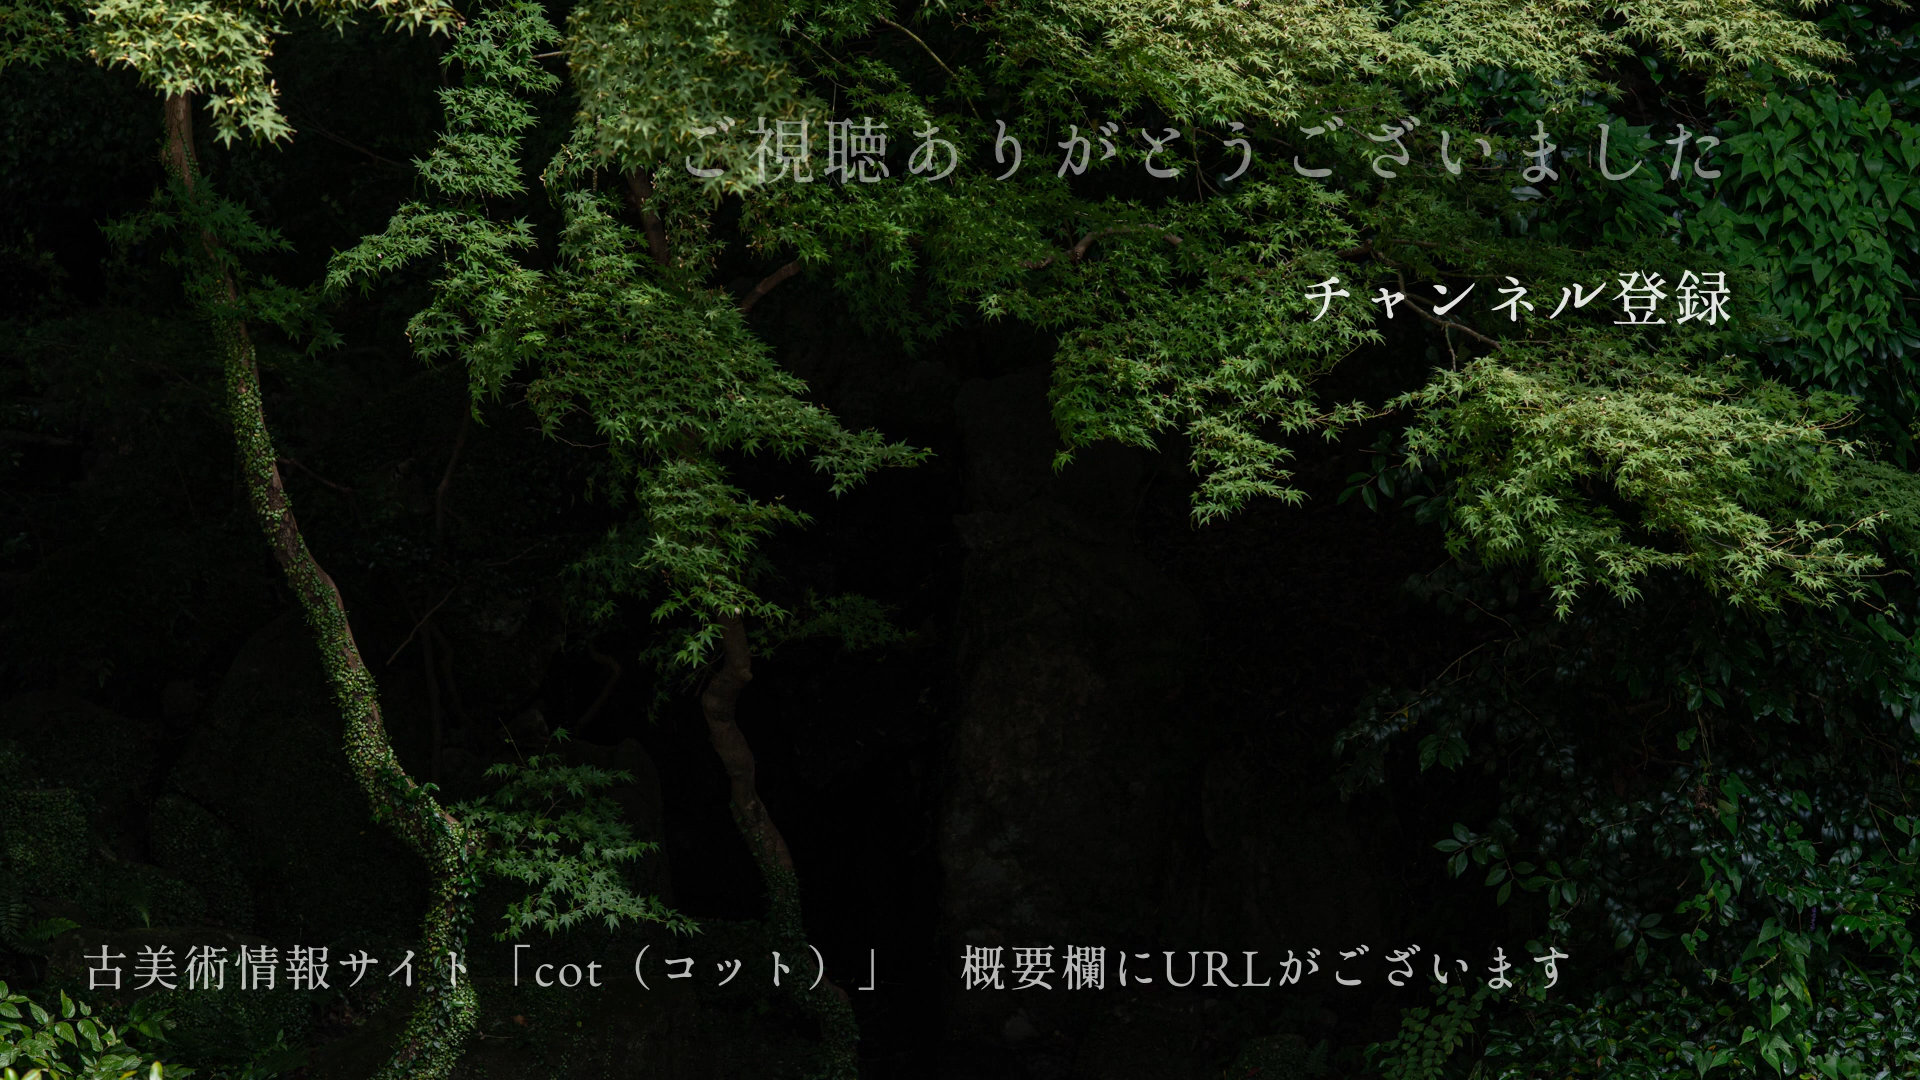 ご視聴ありがとうございました
チャンネル登録
古美術情報サイト「cot（コット）」　概要欄にURLがございます